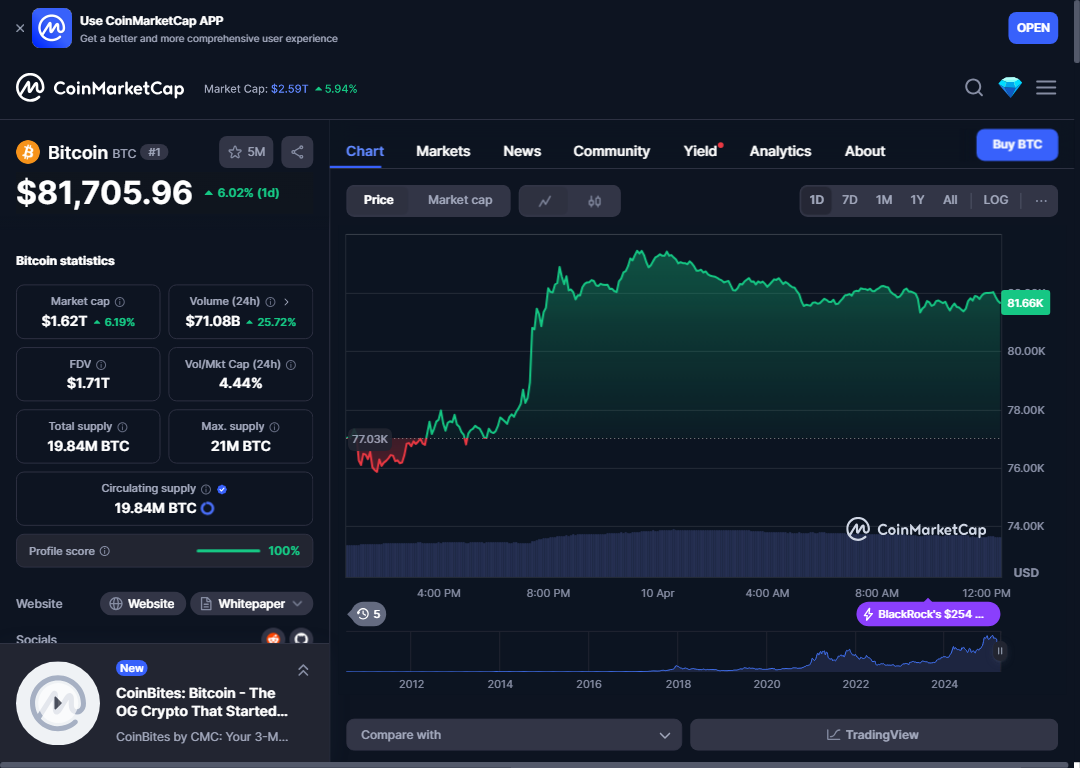 Use CoinMarketCap APP
Get a better and more comprehensive user experience
OPEN
CoinMarketCap
Market Cap: $2.59T 5.94%
Bitcoin BTC #1
5M
$81,705.96 6.02% (1d)
Bitcoin statistics
Market cap
$1.62T 6.19%
Volume (24h)
$71.08B 25.72%
FDV
$1.71T
Vol/Mkt Cap (24h)
4.44%
Total supply
19.84M BTC
Max. supply
21M BTC
Circulating supply
19.84M BTC
Profile score
100%
Website
Website
Whitepaper
Socials
New
CoinBites: Bitcoin - The
OG Crypto That Started...
CoinBites by CMC: Your 3-M...
Chart Markets News Community Yield Analytics About
Buy BTC
Price Market cap
1D 7D 1M 1Y All LOG ...
81.66K
80.00K
78.00K
77.03K
76.00K
74.00K
CoinMarketCap
USD
4:00 PM 8:00 PM 10 Apr 4:00 AM 8:00 AM 12:00 PM
5
BlackRock's $254 ...
2012 2014 2016 2018 2020 2022 2024
Compare with
TradingView